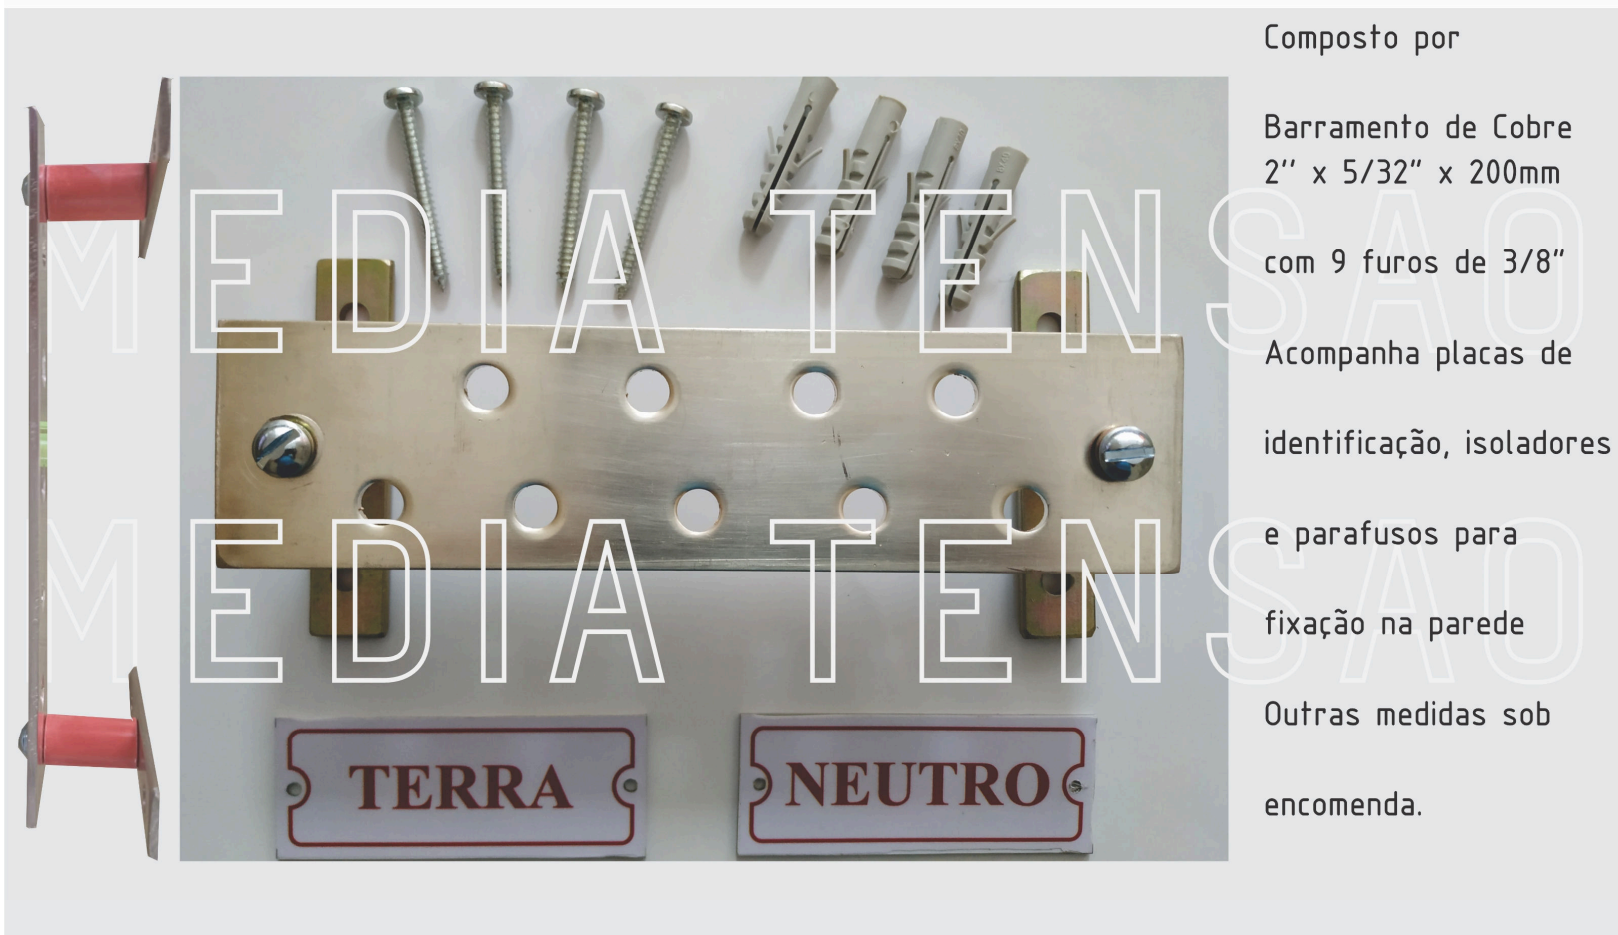 Composto por
Barramento de Cobre
2'' x 5/32" x 200mm
com 9 furos de 3/8"
Acompanha placas de
identificação, isoladores
e parafusos para
fixação na parede
Outras medidas sob
encomenda.
MEDIA TENSAO
MEDIA TENSAO
TERRA
NEUTRO